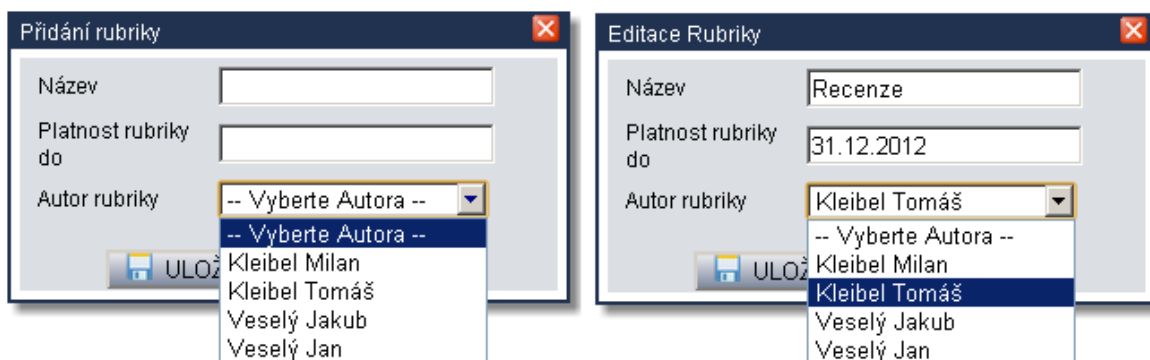 Přidání rubriky
Název
Platnost rubriky
do
Autor rubriky
-- Vyberte Autora --
-- Vyberte Autora --
Kleibel Milan
Kleibel Tomáš
Veselý Jakub
Veselý Jan
Editace Rubriky
Název
Recenze
Platnost rubriky
do
31.12.2012
Autor rubriky
Kleibel Tomáš
-- Vyberte Autora --
Kleibel Milan
Kleibel Tomáš
Veselý Jakub
Veselý Jan